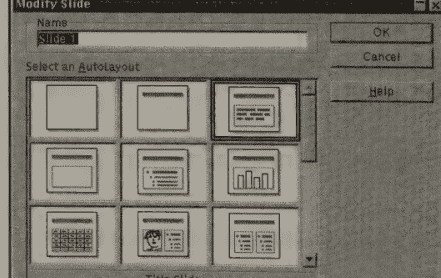 Modify Slide
Name
Slide 1
OK
Cancel
Help
Select an Autolayout
Title Slide